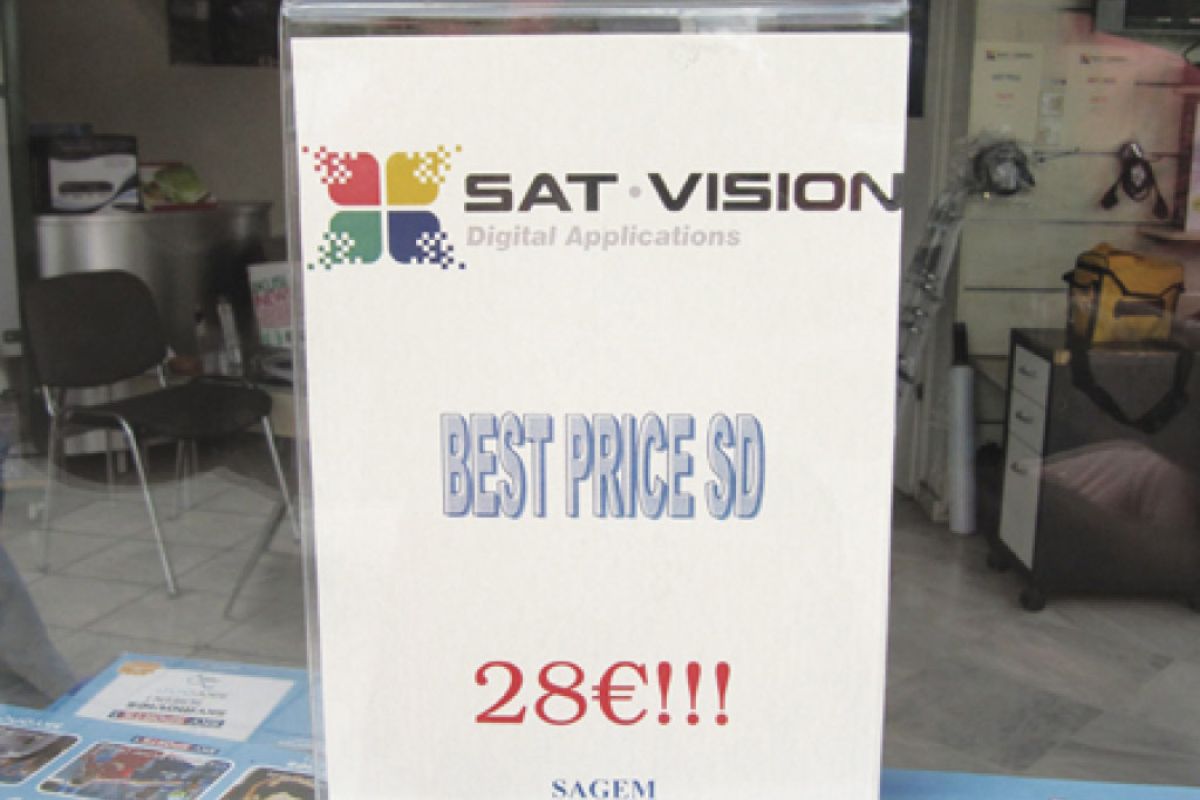 SAT · VISION
Digital Applications
BEST PRICE SD
28€!!!
SAGEM